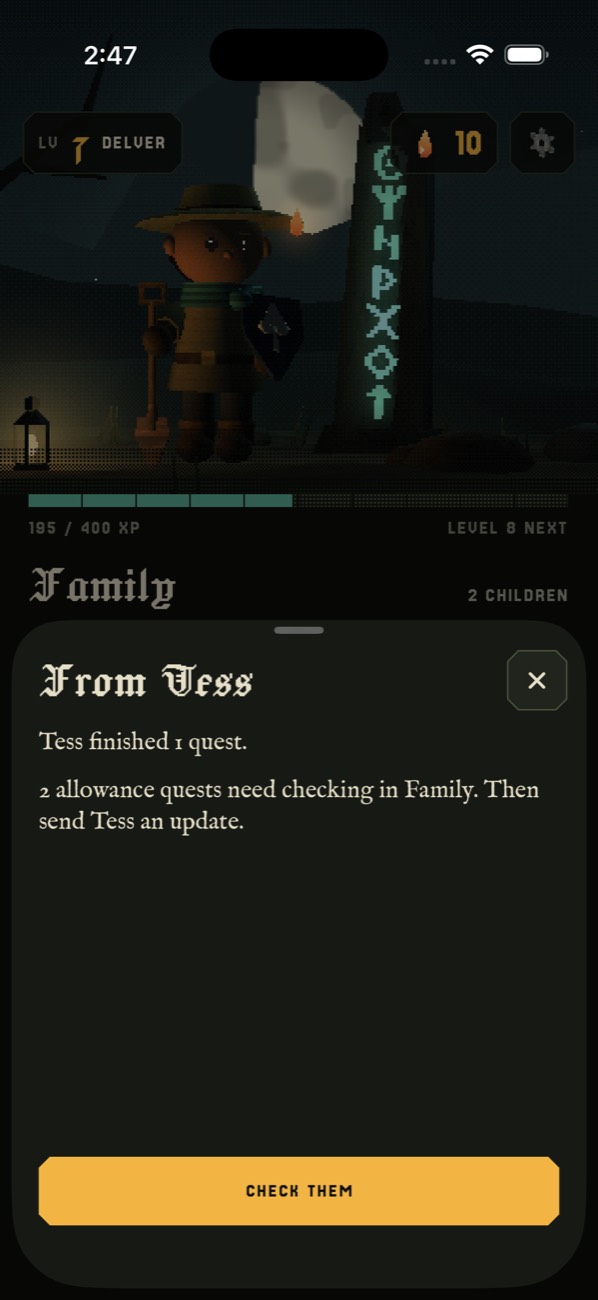 2:47
LV 7 DELVER
10
195 / 400 XP
LEVEL 8 NEXT
Family
2 CHILDREN
From Tess
Tess finished 1 quest.
2 allowance quests need checking in Family. Then
send Tess an update.
CHECK THEM